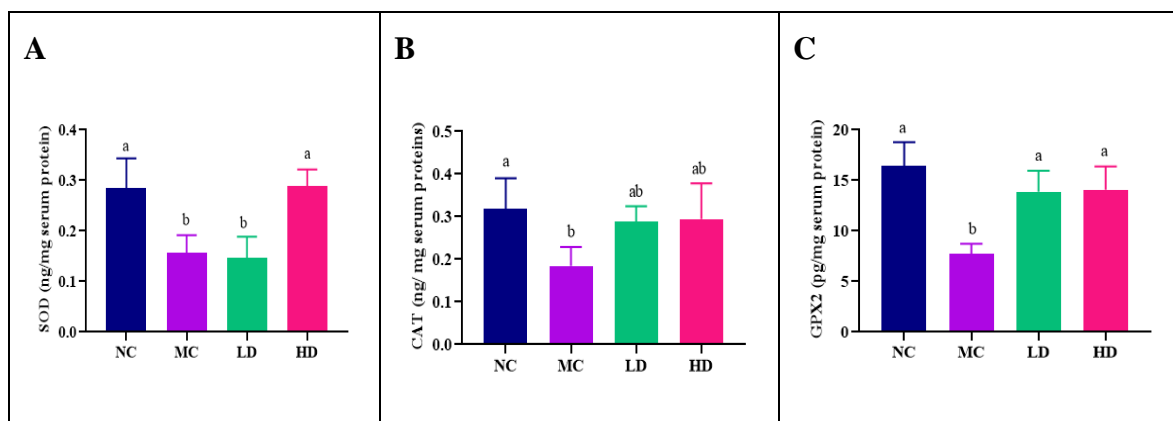 A
SOD (ng/mg serum protein)
0.4
0.3
0.2
0.1
0.0
a
b
b
a
NC MC LD HD
B
CAT (ng/ mg serum proteins)
0.5
0.4
0.3
0.2
0.1
0.0
a
b
ab
ab
NC MC LD HD
C
GPX2 (pg/mg serum protein)
20
15
10
5
0
a
b
a
a
NC MC LD HD